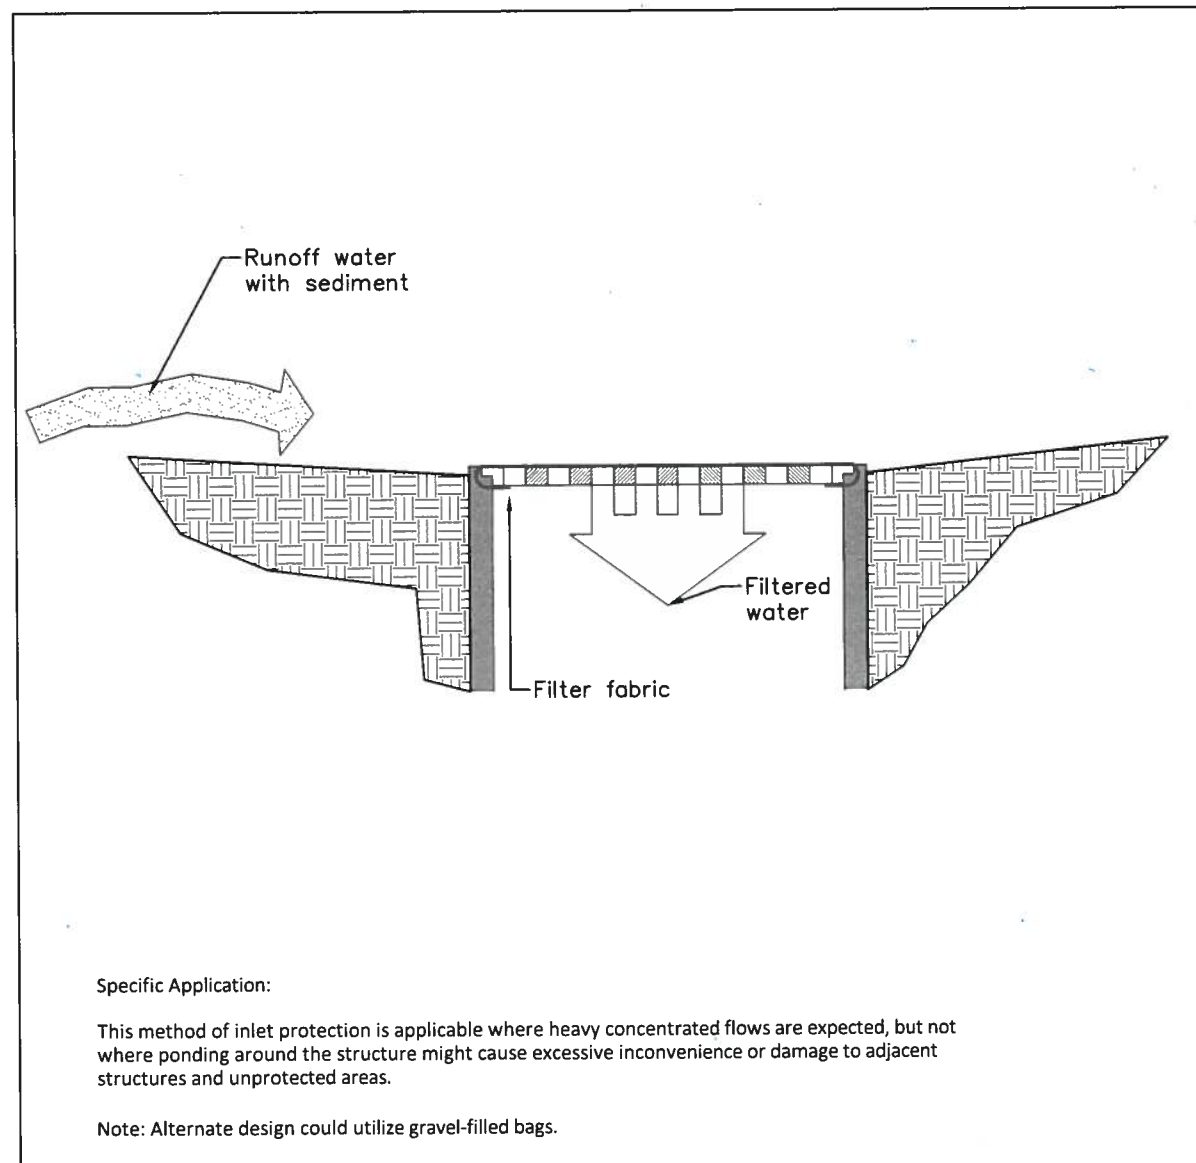 Runoff water
with sediment
Filtered
water
Filter fabric
Specific Application:
This method of inlet protection is applicable where heavy concentrated flows are expected, but not
where ponding around the structure might cause excessive inconvenience or damage to adjacent
structures and unprotected areas.
Note: Alternate design could utilize gravel-filled bags.